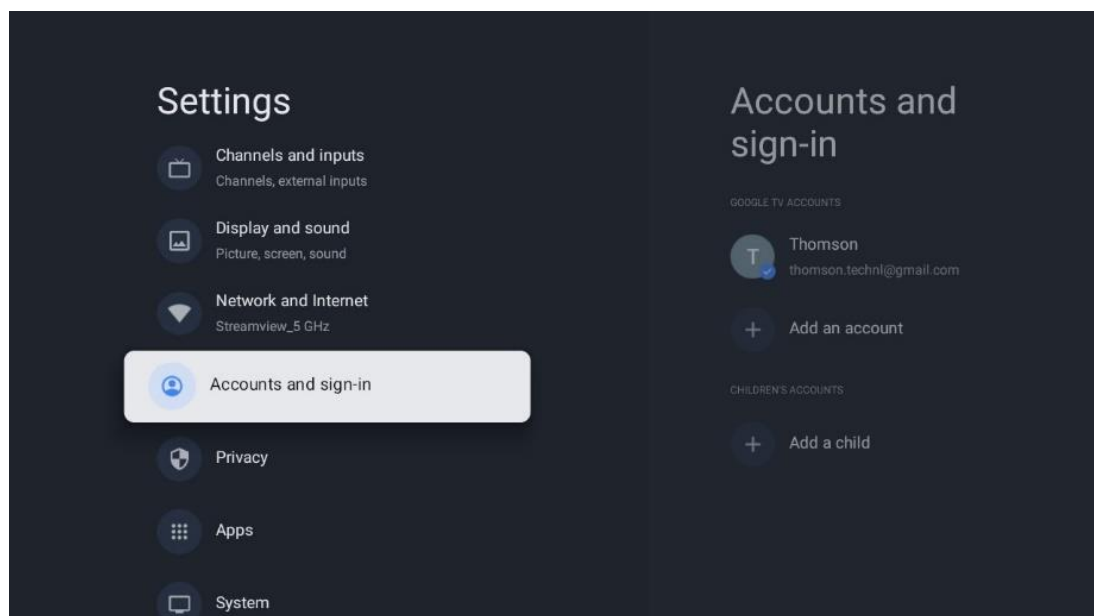 Settings
Channels and inputs
Channels, external inputs
Display and sound
Picture, screen, sound
Network and Internet
Streamview_5 GHz
Accounts and sign-in
Privacy
Apps
System
Accounts and
sign-in
GOOGLE TV ACCOUNTS
T
Thomson
thomson.technl@gmail.com
Add an account
CHILDREN'S ACCOUNTS
Add a child